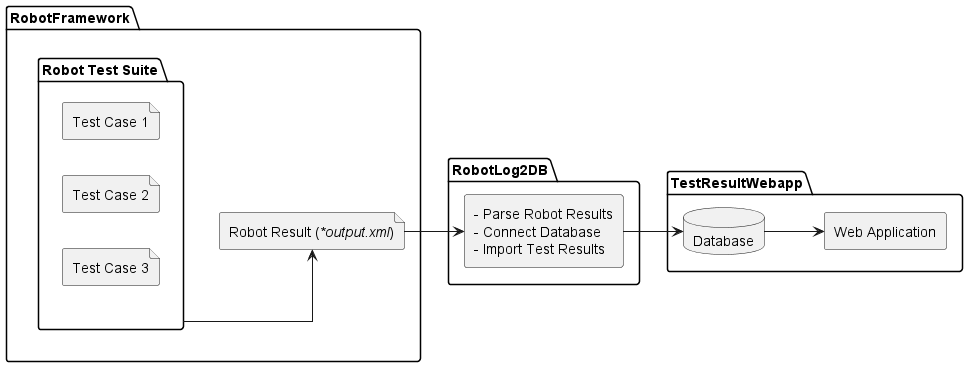 RobotFramework
Robot Test Suite
Test Case 1
Test Case 2
Test Case 3
Robot Result (*output.xml)
RobotLog2DB
- Parse Robot Results
- Connect Database
- Import Test Results
TestResultWebapp
Database
Web Application